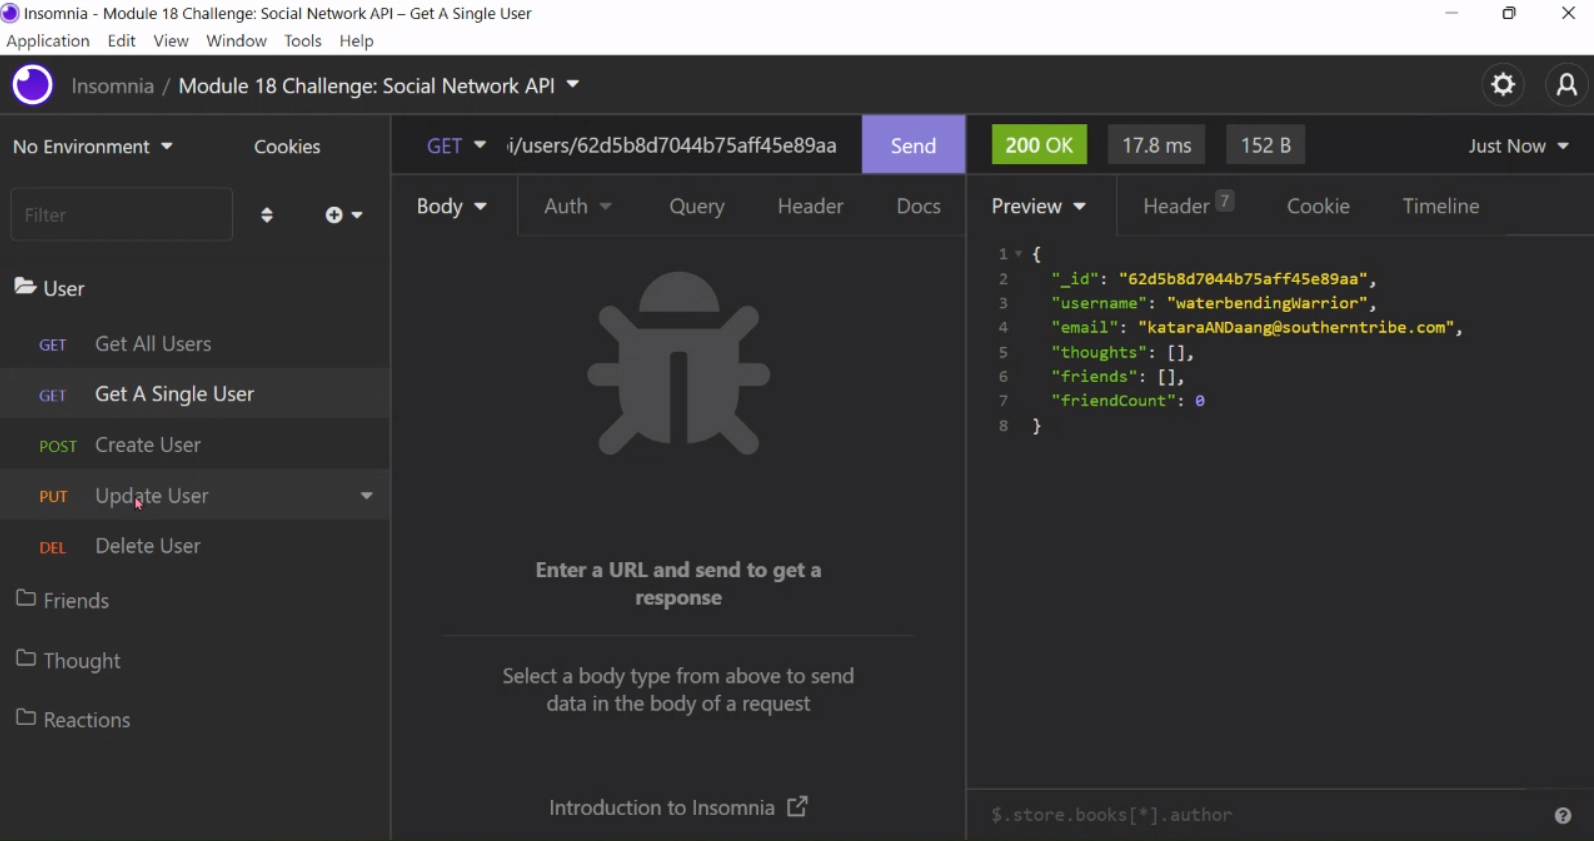 Insomnia - Module 18 Challenge: Social Network API – Get A Single User
Application Edit View Window Tools Help
Insomnia / Module 18 Challenge: Social Network API
No Environment Cookies
Filter
User
GET Get All Users
GET Get A Single User
POST Create User
PUT Update User
DEL Delete User
Friends
Thought
Reactions
GET i/users/62d5b8d7044b75aff45e89aa Send
Body Auth Query Header Docs
Enter a URL and send to get a
response
Select a body type from above to send
data in the body of a request
Introduction to Insomnia
200 OK 17.8 ms 152 B Just Now
Preview Header 7 Cookie Timeline
1 {
2 "_id": "62d5b8d7044b75aff45e89aa",
3 "username": "waterbendingWarrior",
4 "email": "kataraANDaang@southerntribe.com",
5 "thoughts": [],
6 "friends": [],
7 "friendCount": 0
8 }
$.store.books[*].author